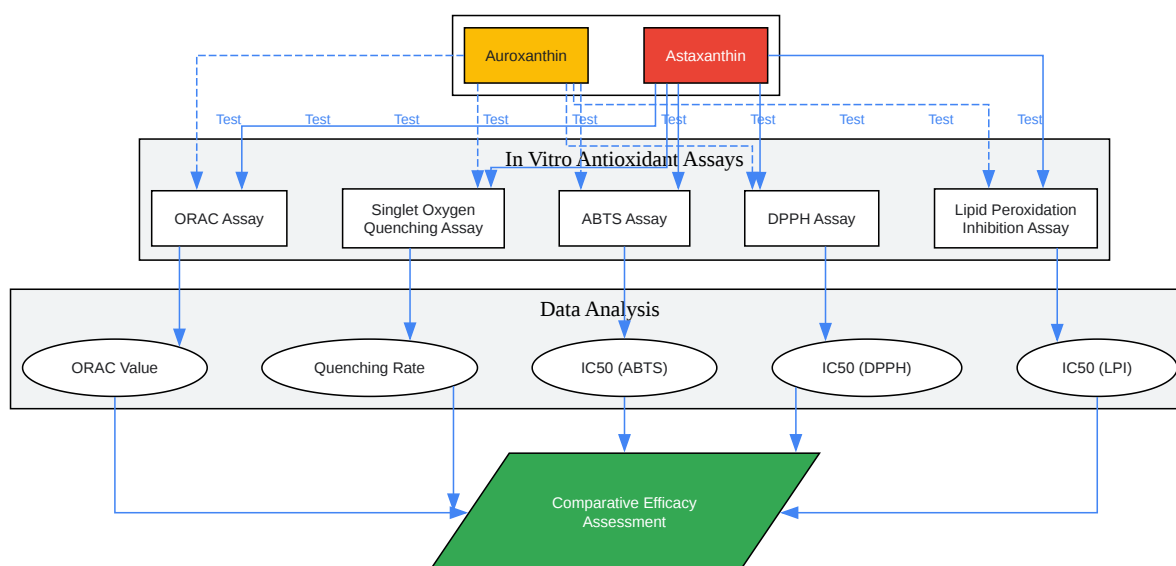 Auroxanthin
Astaxanthin
Test Test Test Test Test Test Test Test Test Test
In Vitro Antioxidant Assays
ORAC Assay
Singlet Oxygen
Quenching Assay
ABTS Assay
DPPH Assay
Lipid Peroxidation
Inhibition Assay
Data Analysis
ORAC Value
Quenching Rate
IC50 (ABTS)
IC50 (DPPH)
IC50 (LPI)
Comparative Efficacy
Assessment